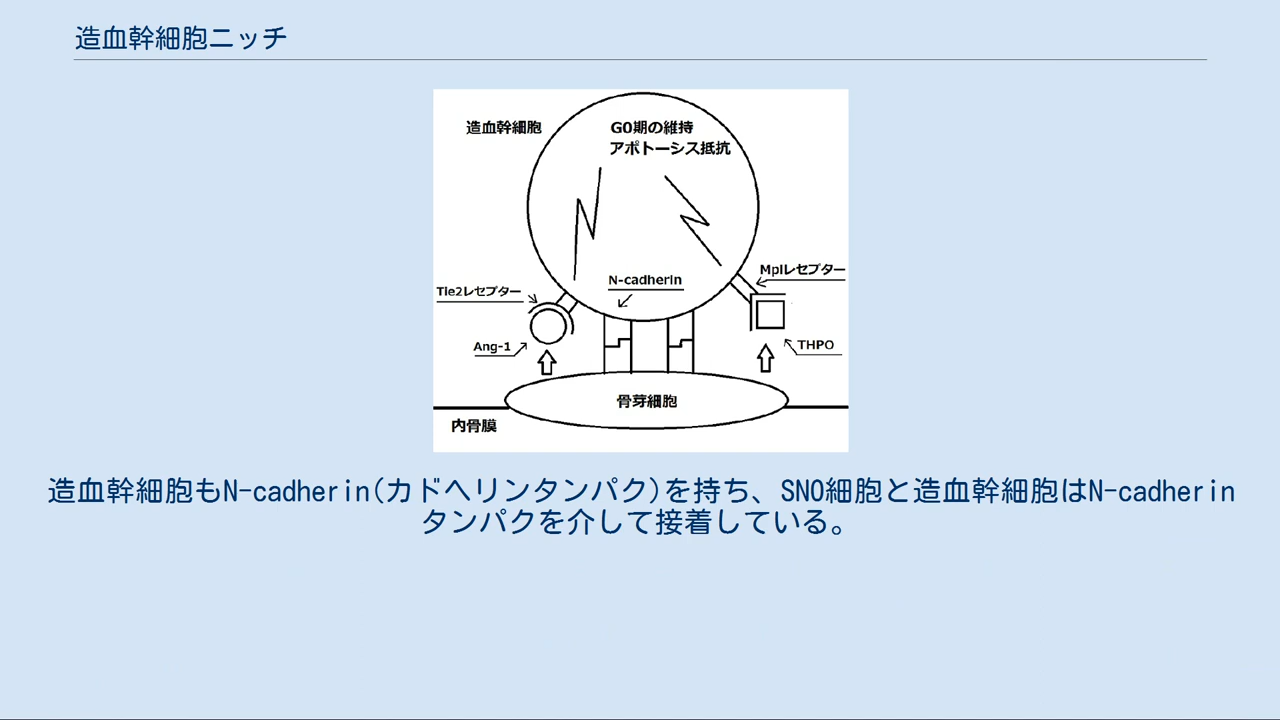 造血幹細胞ニッチ
造血幹細胞
G0期の維持
アポトーシス抵抗
N-cadherin
Mplレセプター
Tie2レセプター
Ang-1
THPO
骨芽細胞
内骨膜
造血幹細胞もN-cadherin(カドヘリンタンパク)を持ち、SNO細胞と造血幹細胞はN-cadherin
タンパクを介して接着している。